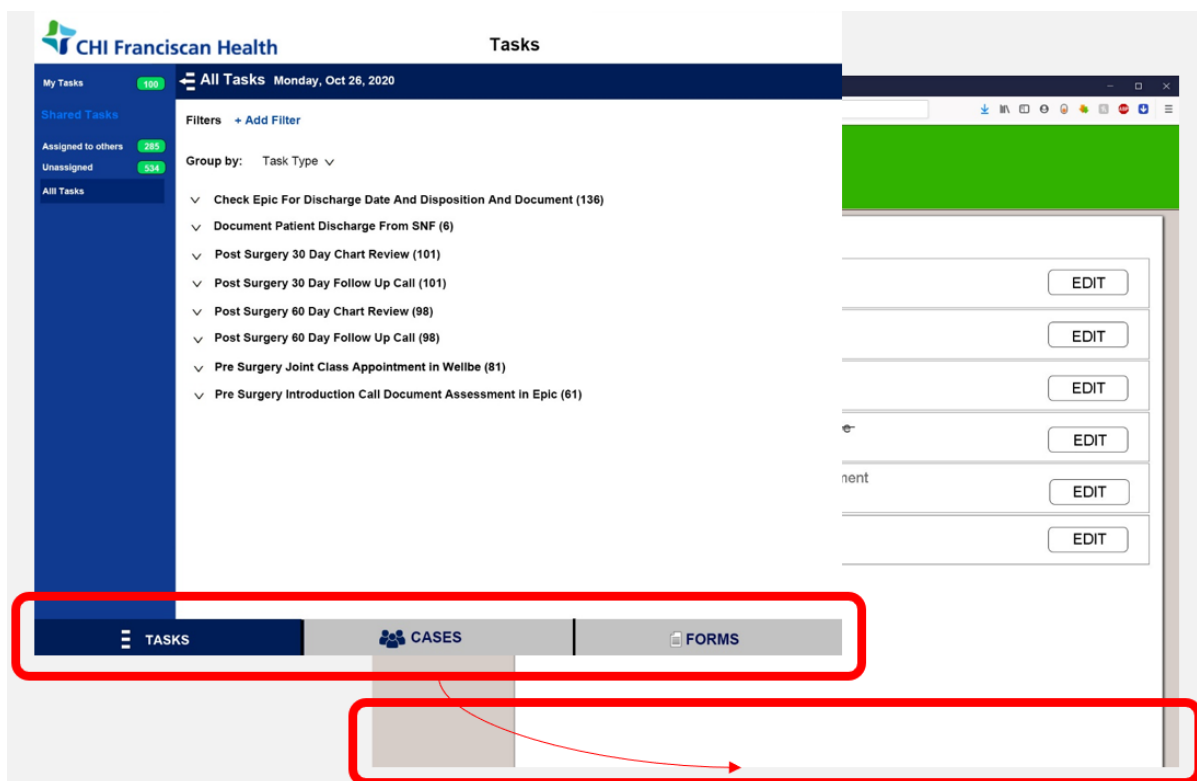 CHI Franciscan Health
Tasks
My Tasks 100
All Tasks Monday, Oct 26, 2020
Shared Tasks
Filters + Add Filter
Assigned to others 285
Unassigned 534
Group by: Task Type
Alll Tasks
Check Epic For Discharge Date And Disposition And Document (136)
Document Patient Discharge From SNF (6)
Post Surgery 30 Day Chart Review (101)
Post Surgery 30 Day Follow Up Call (101)
Post Surgery 60 Day Chart Review (98)
Post Surgery 60 Day Follow Up Call (98)
Pre Surgery Joint Class Appointment in Wellbe (81)
Pre Surgery Introduction Call Document Assessment in Epic (61)
EDIT
EDIT
EDIT
e
EDIT
ment
EDIT
EDIT
TASKS
CASES
FORMS